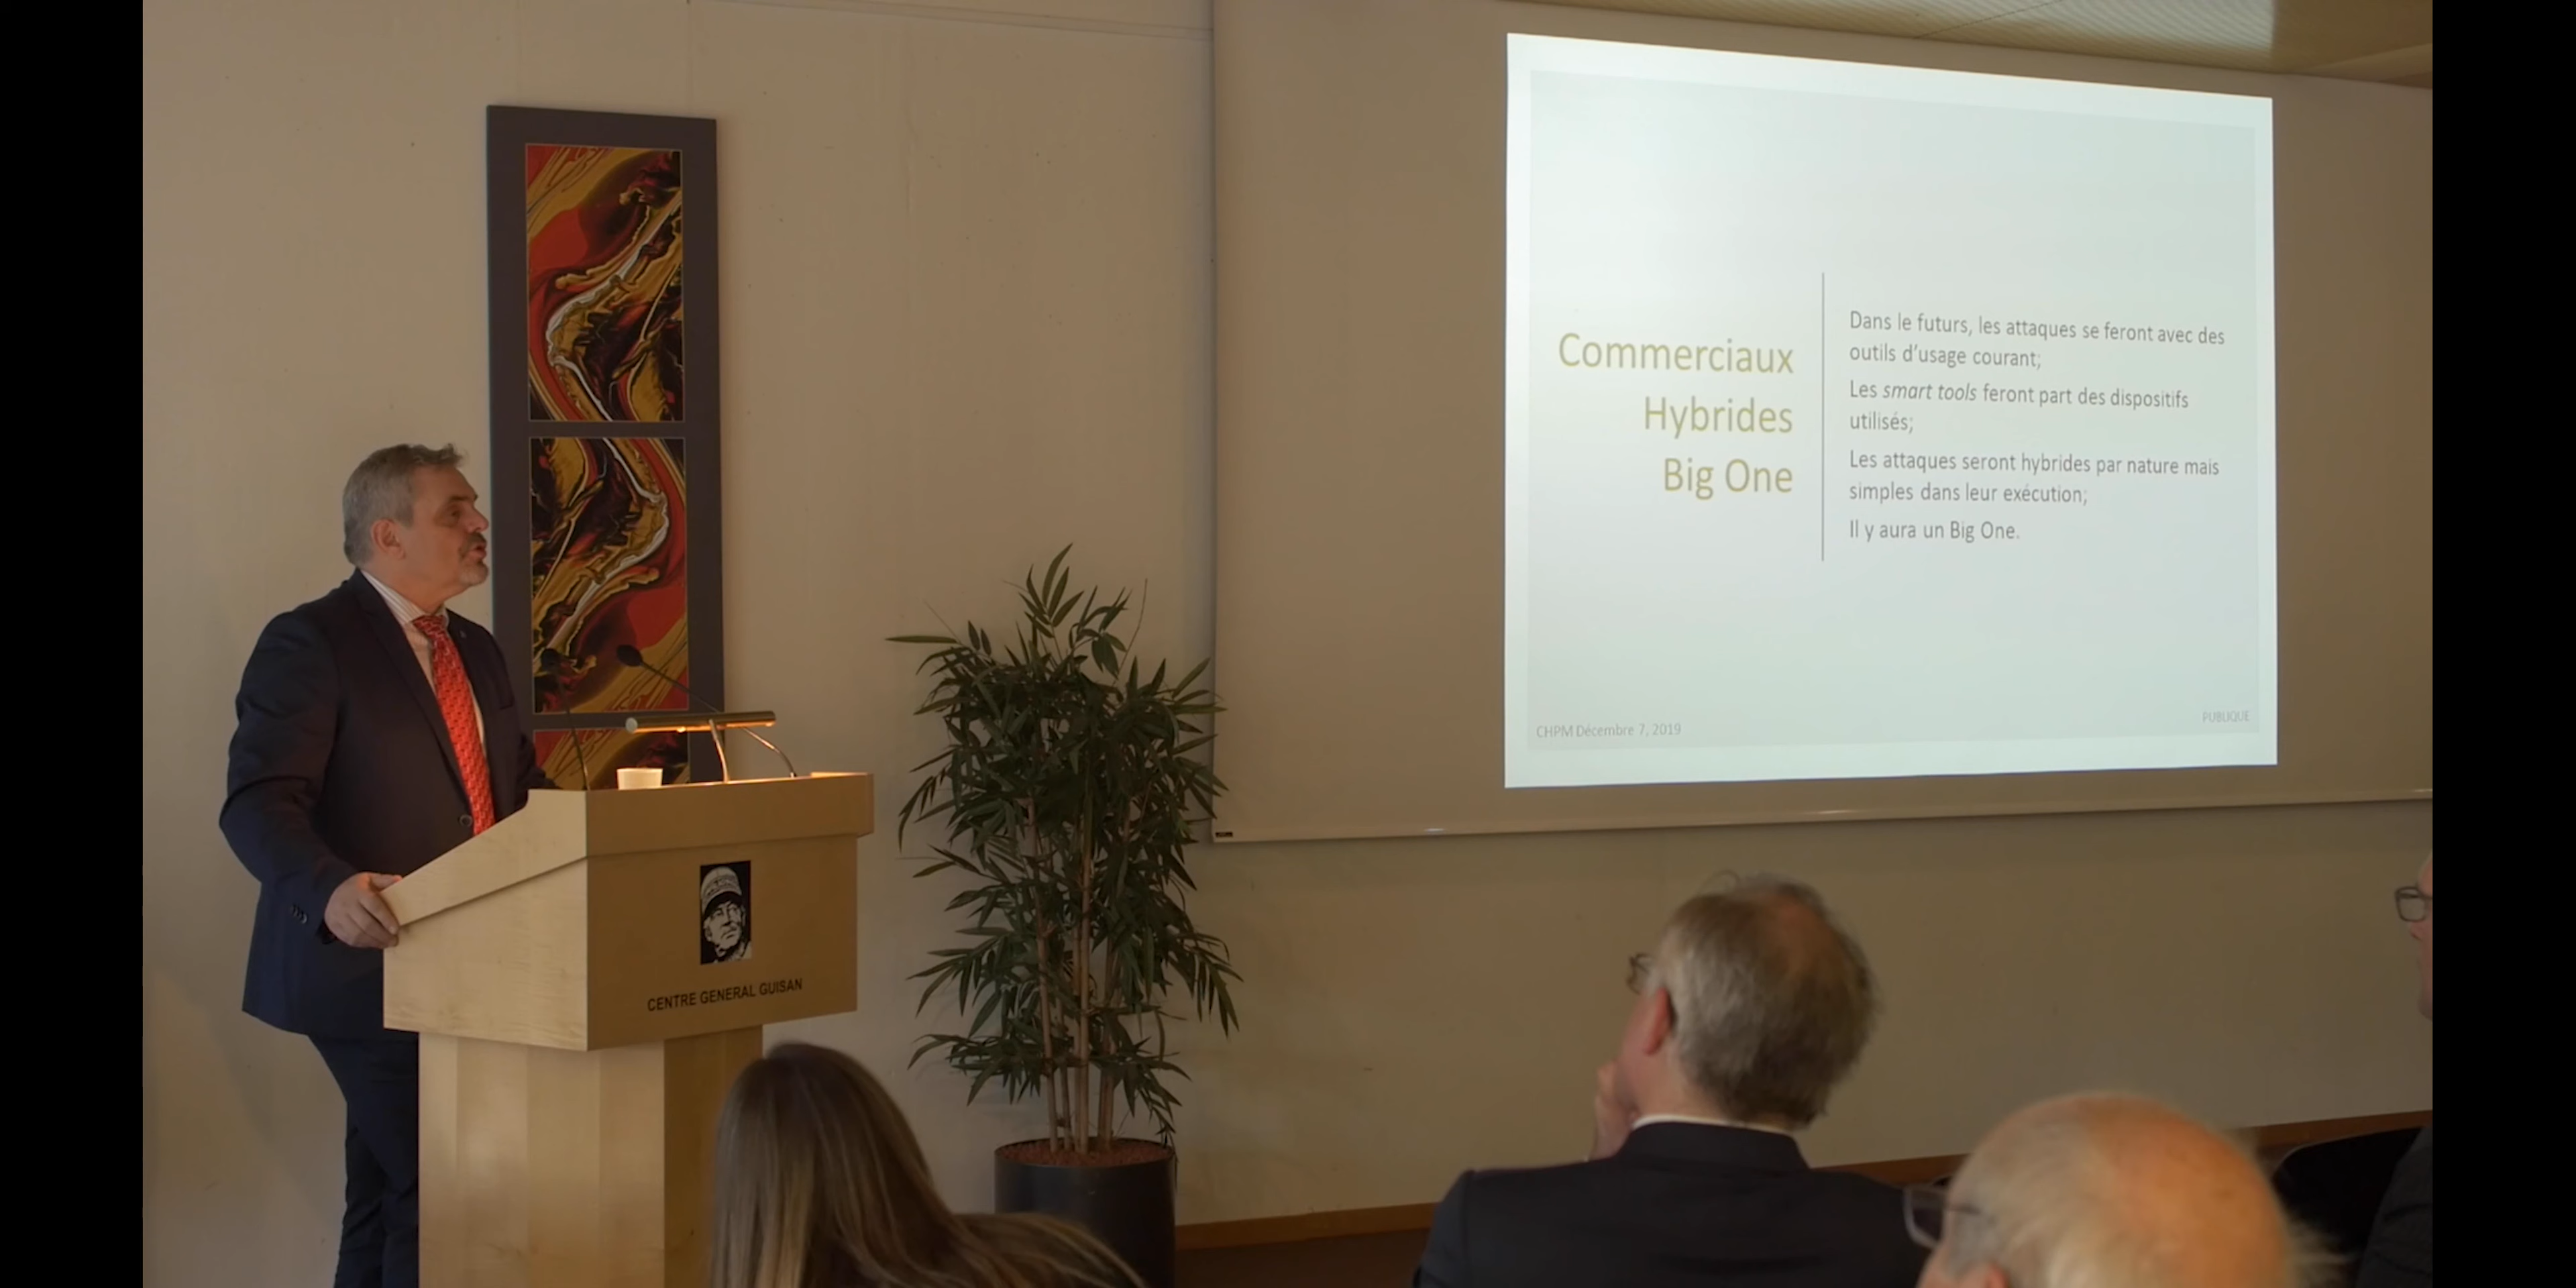 Commerciaux
Hybrides
Big One
Dans le futurs, les attaques se feront avec des
outils d'usage courant;
Les smart tools feront part des dispositifs
utilisés;
Les attaques seront hybrides par nature mais
simples dans leur exécution;
Il y aura un Big One.
CHPM Décembre 7, 2019
PUBLIQUE
CENTRE GENERAL GUISAN